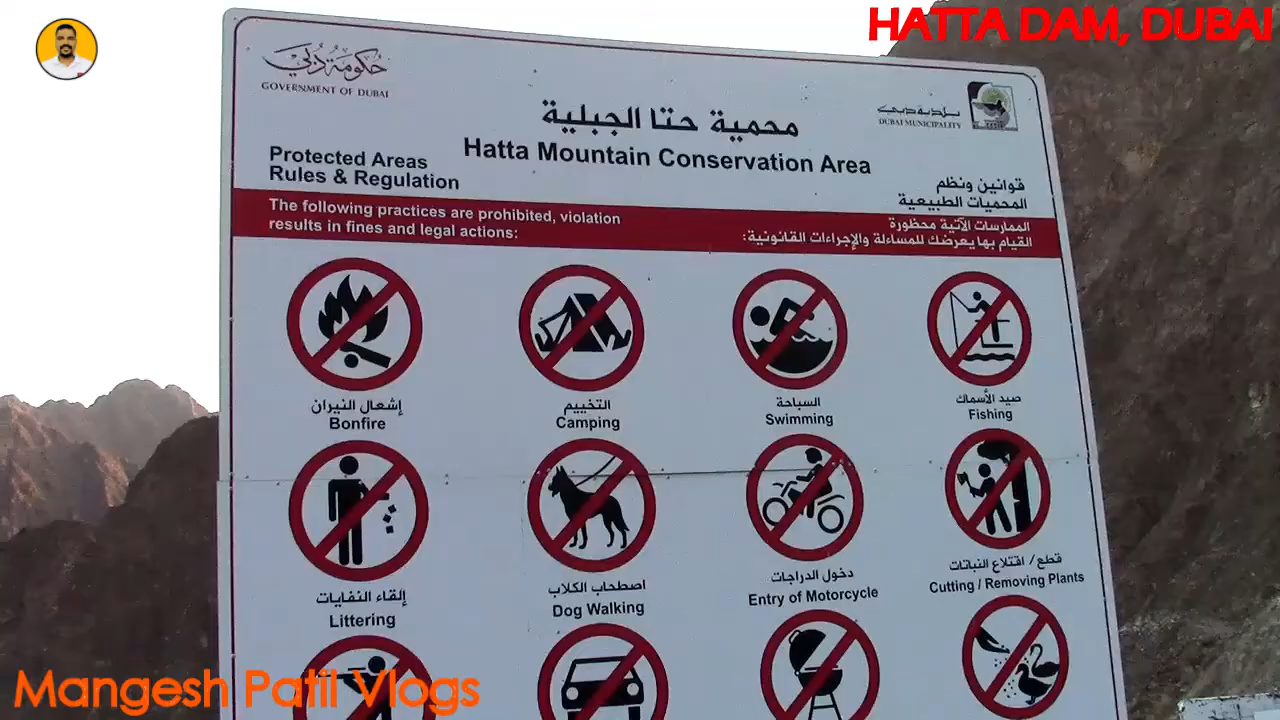 HATTA DAM, DUBAI
حكومة دبي
GOVERNMENT OF DUBAI
بلدية دبي
DUBAI MUNICIPALITY
محمية حتا الجبلية
Hatta Mountain Conservation Area
Protected Areas
Rules & Regulation
قوانين ونظم
المحميات الطبيعية
The following practices are prohibited, violation
results in fines and legal actions:
الممارسات الآتية محظورة
القيام بها يعرضك للمساءلة والإجراءات القانونية:
إشعال النيران
Bonfire
التخييم
Camping
السباحة
Swimming
صيد الأسماك
Fishing
إلقاء النفايات
Littering
اصطحاب الكلاب
Dog Walking
دخول الدراجات
Entry of Motorcycle
قطع/ اقتلاع النباتات
Cutting / Removing Plants
Mangesh Patil Vlogs